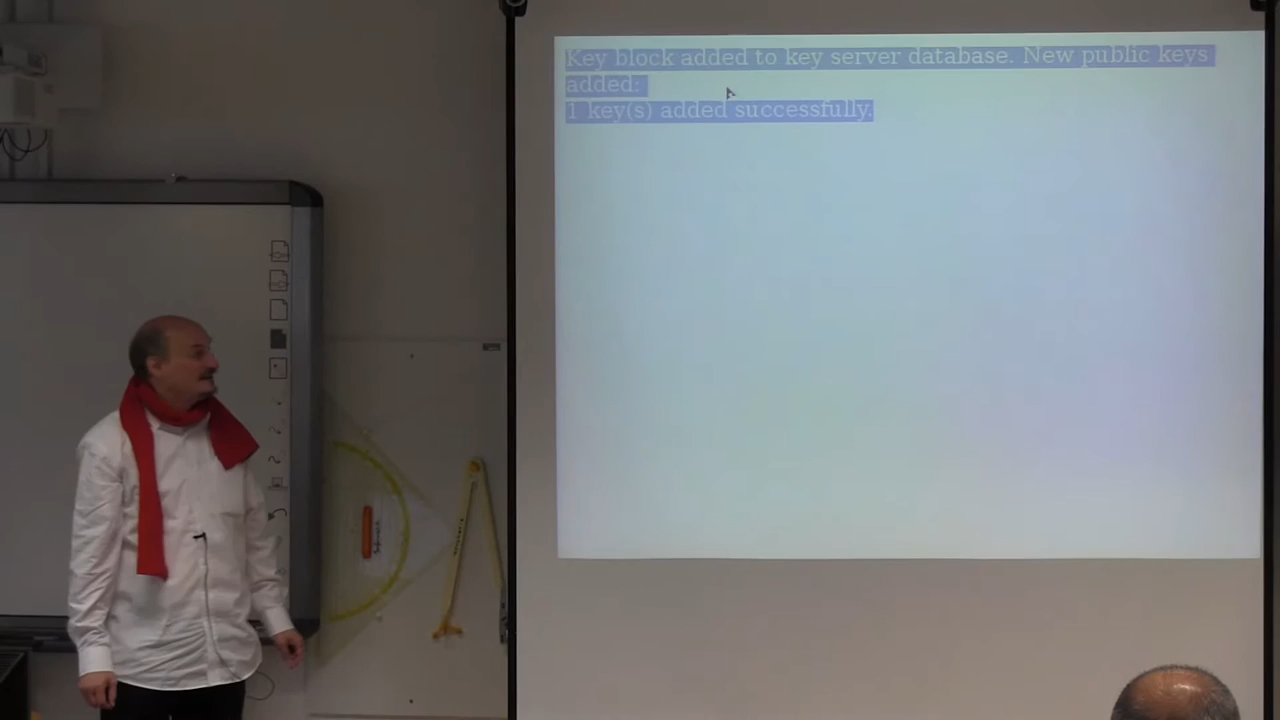 Key block added to key server database. New public keys
added:
1 key(s) added successfully.